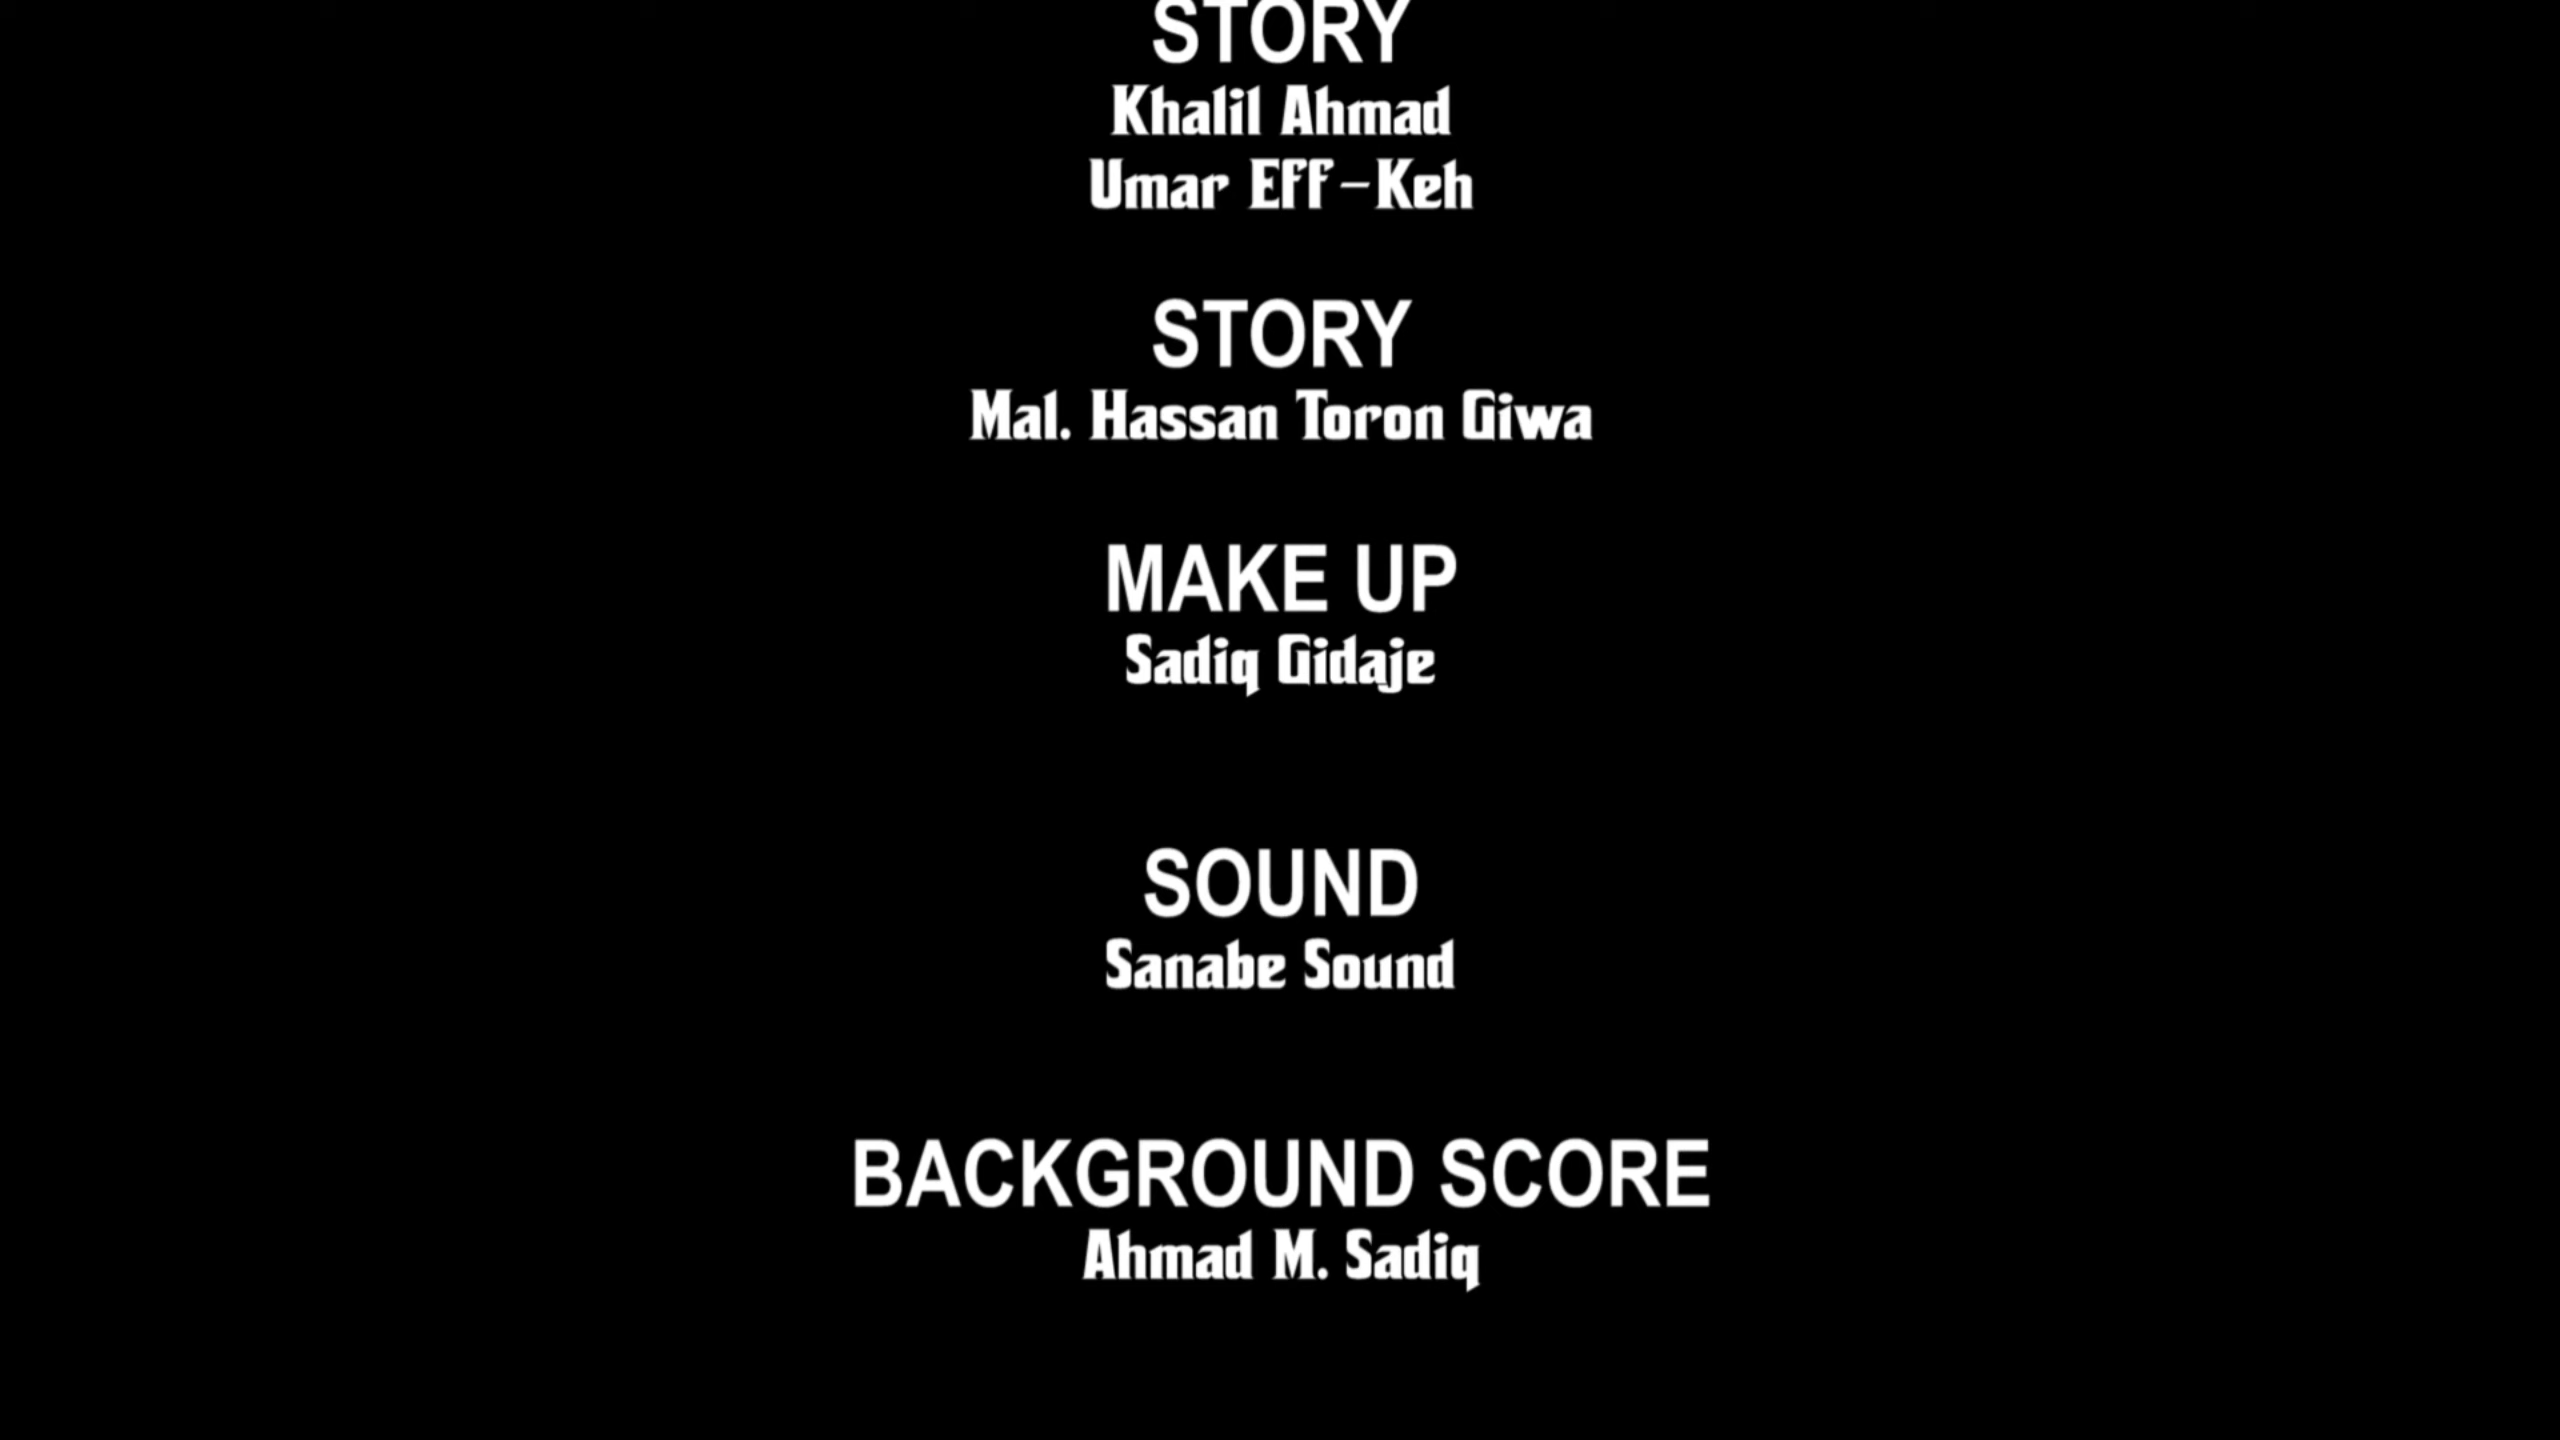 STORY
Khalil Ahmad
Umar Eff-Keh
STORY
Mal. Hassan Toron Giwa
MAKE UP
Sadiq Gidaje
SOUND
Sanabe Sound
BACKGROUND SCORE
Ahmad M. Sadiq